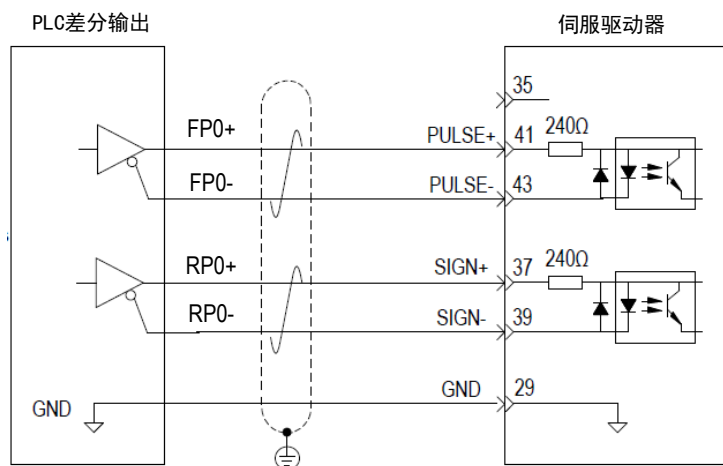 PLC差分输出
伺服驱动器
35
FP0+
PULSE+
41
240Ω
FP0-
PULSE-
43
RP0+
SIGN+
37
240Ω
RP0-
SIGN-
39
GND
GND
29